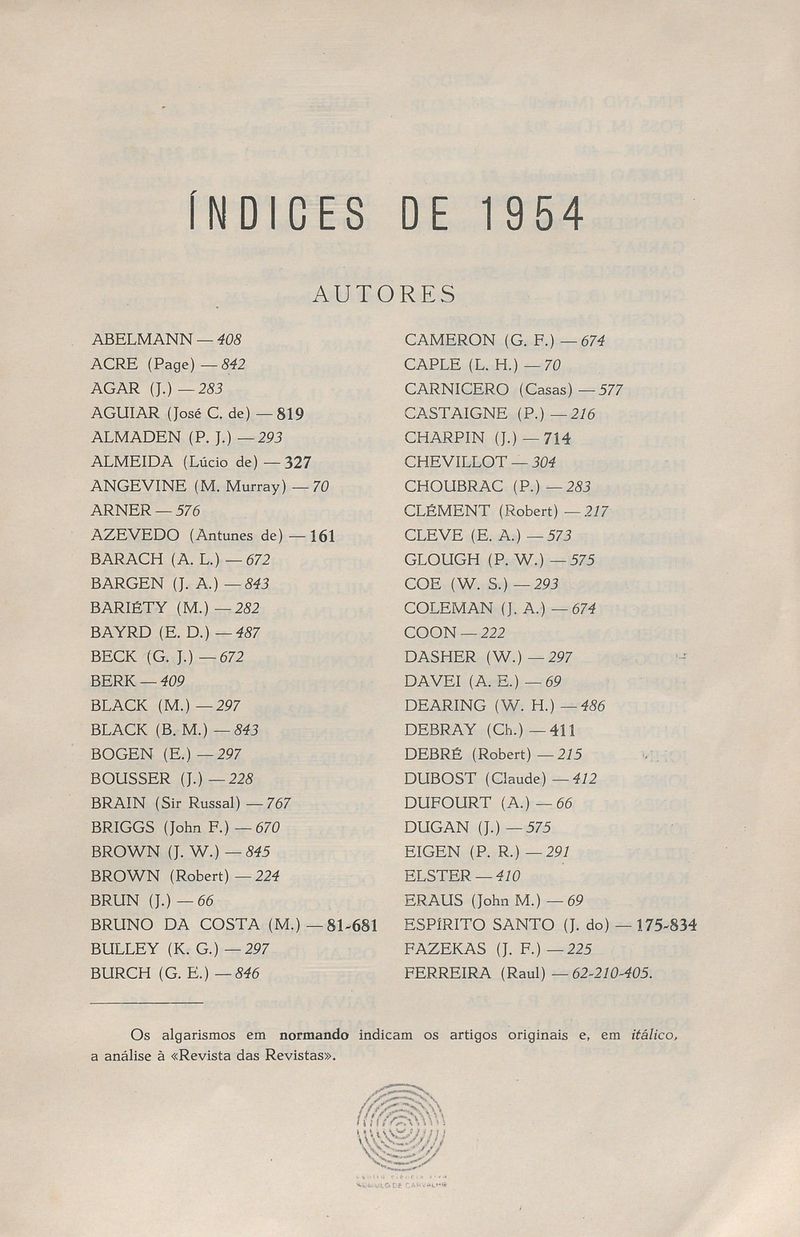 ÍNDICES DE 1954
AUTORES
ABELMANN — 408
ACRE (Page) — 842
AGAR (J.) — 283
AGUIAR (José C. de) — 819
ALMADEN (P. J.) — 293
ALMEIDA (Lúcio de) — 327
ANGEVINE (M. Murray) — 70
ARNER — 576
AZEVEDO (Antunes de) — 161
BARACH (A. L.) — 672
BARGEN (J. A.) — 843
BARIÉTY (M.) — 282
BAYRD (E. D.) — 487
BECK (G. J.) — 672
BERK — 409
BLACK (M.) — 297
BLACK (B. M.) — 843
BOGEN (E.) — 297
BOUSSER (J.) — 228
BRAIN (Sir Russal) — 767
BRIGGS (John F.) — 670
BROWN (J. W.) — 845
BROWN (Robert) — 224
BRUN (J.) — 66
BRUNO DA COSTA (M.) — 81-681
BULLEY (K. G.) — 297
BURCH (G. E.) — 846
CAMERON (G. F.) — 674
CAPLE (L. H.) — 70
CARNICERO (Casas) — 577
CASTAIGNE (P.) — 216
CHARPIN (J.) — 714
CHEVILLOT — 304
CHOUBRAC (P.) — 283
CLÉMENT (Robert) — 217
CLEVE (E. A.) — 573
GLOUGH (P. W.) — 575
COE (W. S.) — 293
COLEMAN (J. A.) — 674
COON — 222
DASHER (W.) — 297
DAVEI (A. E.) — 69
DEARING (W. H.) — 486
DEBRAY (Ch.) — 411
DEBRÉ (Robert) — 215
DUBOST (Claude) — 412
DUFOURT (A.) — 66
DUGAN (J.) — 575
EIGEN (P. R.) — 291
ELSTER — 410
ERAUS (John M.) — 69
ESPÍRITO SANTO (J. do) — 175-834
FAZEKAS (J. F.) — 225
FERREIRA (Raul) — 62-210-405.
Os algarismos em normando indicam os artigos originais e, em itálico,
a análise à «Revista das Revistas».
DE CARVALHO